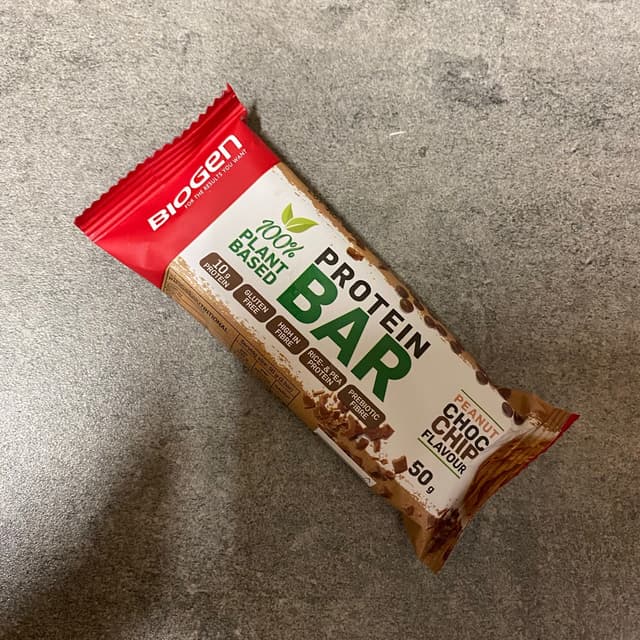 BIOGEN
FOR THE RESULTS YOU WANT
100%
PLANT
BASED
PROTEIN
BAR
10g
PROTEIN
GLUTEN
FREE
HIGH IN
FIBRE
RICE- & PEA
PROTEIN
PREBIOTIC
FIBRE
PEANUT
CHOC
CHIP
FLAVOUR
50g
NUTRITIONAL